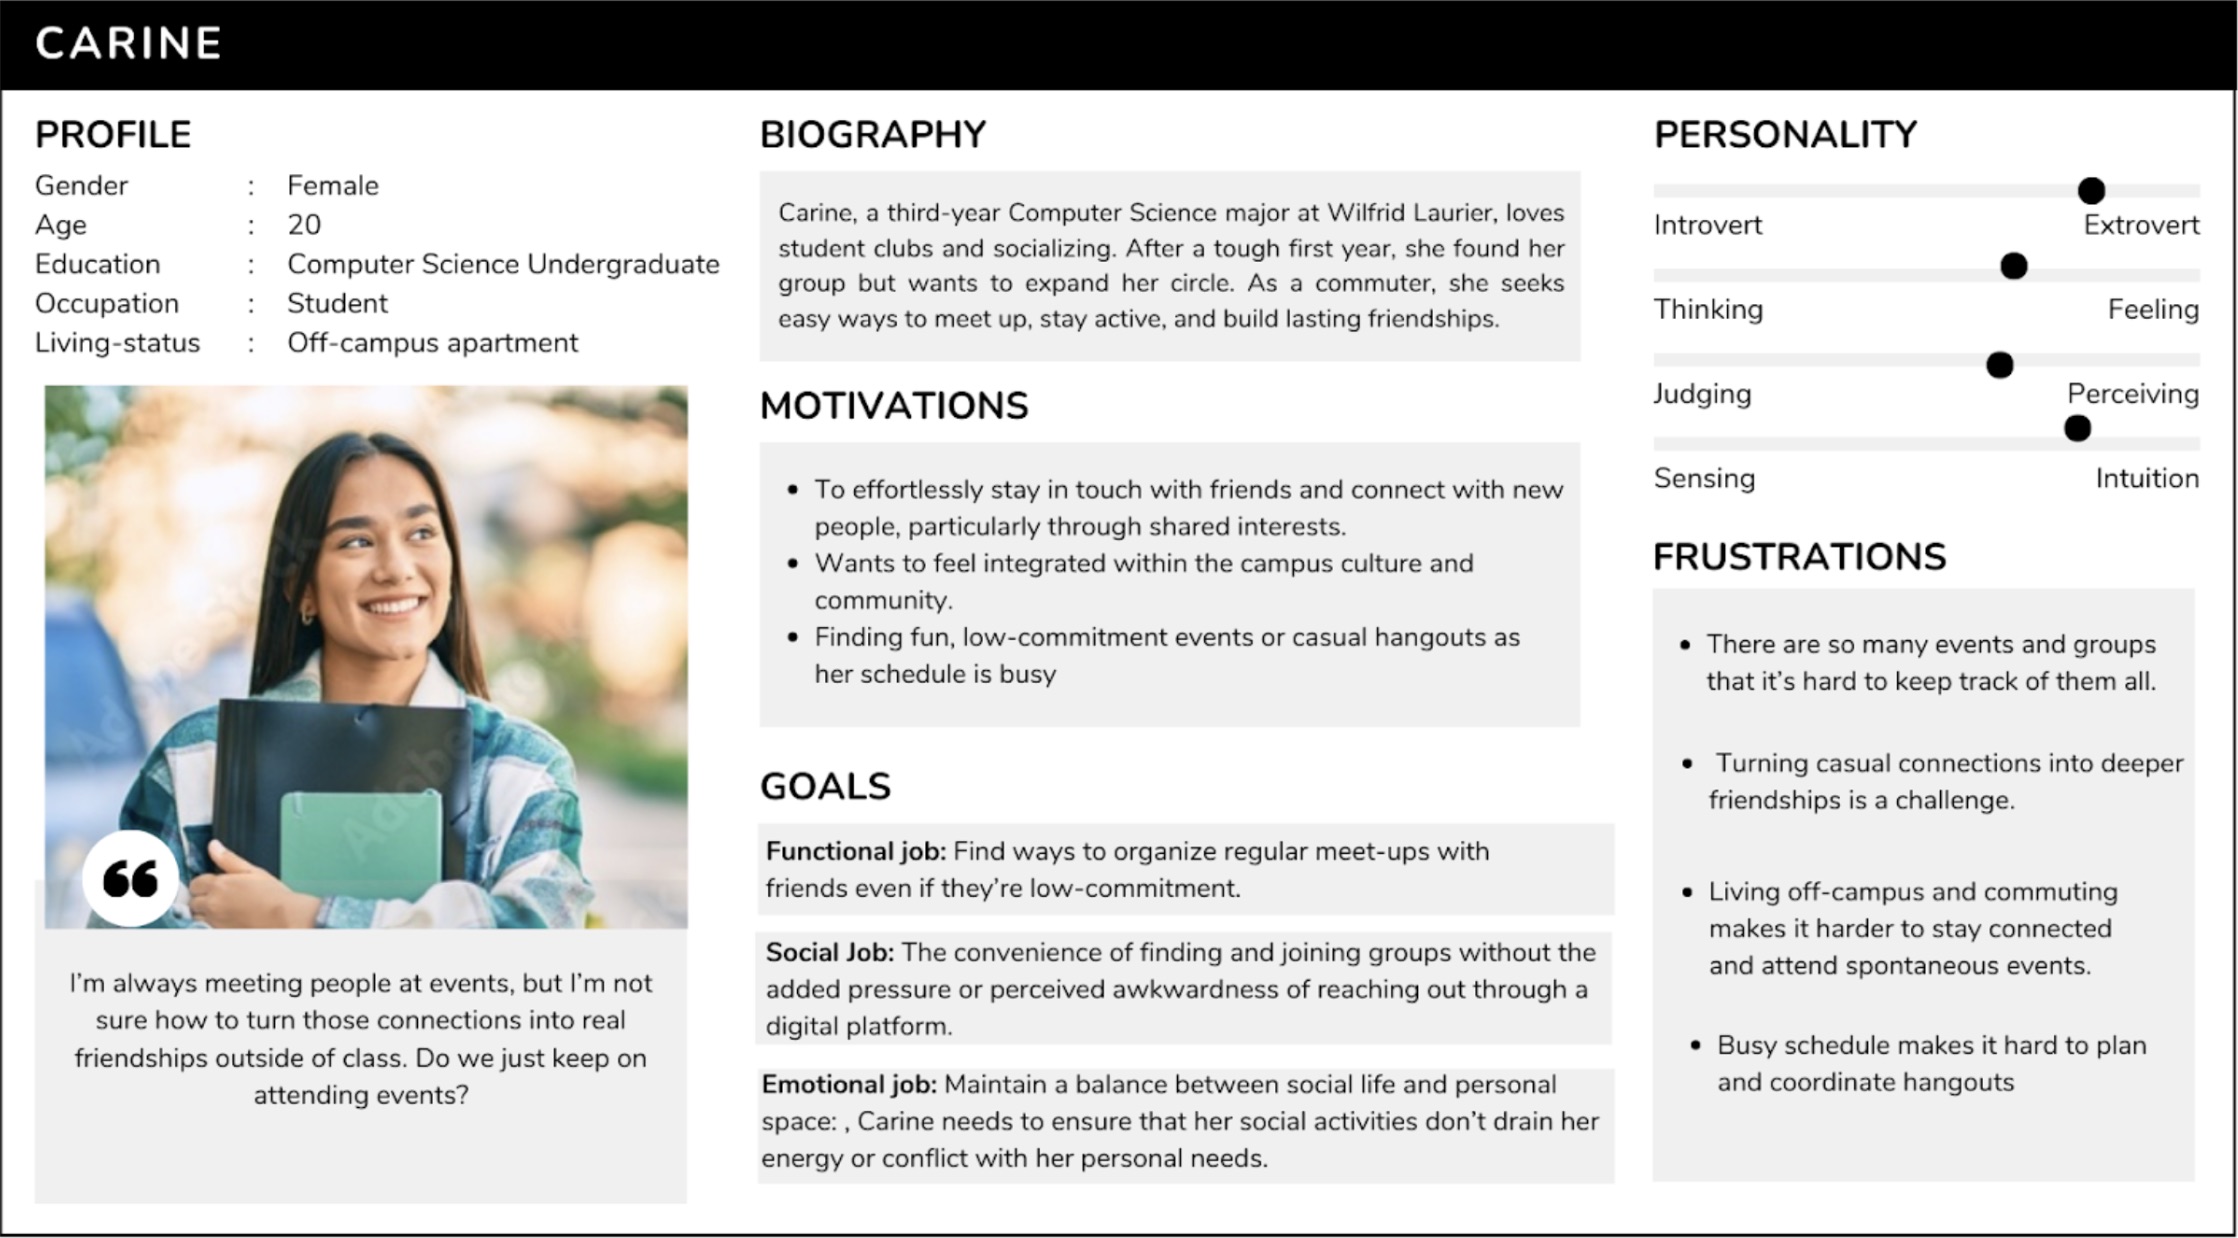 CARINE
PROFILE
Gender : Female
Age : 20
Education : Computer Science Undergraduate
Occupation : Student
Living-status : Off-campus apartment
Adobe Stock
Adobe
“
I’m always meeting people at events, but I’m not
sure how to turn those connections into real
friendships outside of class. Do we just keep on
attending events?
BIOGRAPHY
Carine, a third-year Computer Science major at Wilfrid Laurier, loves
student clubs and socializing. After a tough first year, she found her
group but wants to expand her circle. As a commuter, she seeks
easy ways to meet up, stay active, and build lasting friendships.
MOTIVATIONS
• To effortlessly stay in touch with friends and connect with new
people, particularly through shared interests.
• Wants to feel integrated within the campus culture and
community.
• Finding fun, low-commitment events or casual hangouts as
her schedule is busy
GOALS
Functional job: Find ways to organize regular meet-ups with
friends even if they’re low-commitment.
Social Job: The convenience of finding and joining groups without the
added pressure or perceived awkwardness of reaching out through a
digital platform.
Emotional job: Maintain a balance between social life and personal
space: , Carine needs to ensure that her social activities don’t drain her
energy or conflict with her personal needs.
PERSONALITY
Introvert Extrovert
Thinking Feeling
Judging Perceiving
Sensing Intuition
FRUSTRATIONS
• There are so many events and groups
that it’s hard to keep track of them all.
• Turning casual connections into deeper
friendships is a challenge.
• Living off-campus and commuting
makes it harder to stay connected
and attend spontaneous events.
• Busy schedule makes it hard to plan
and coordinate hangouts